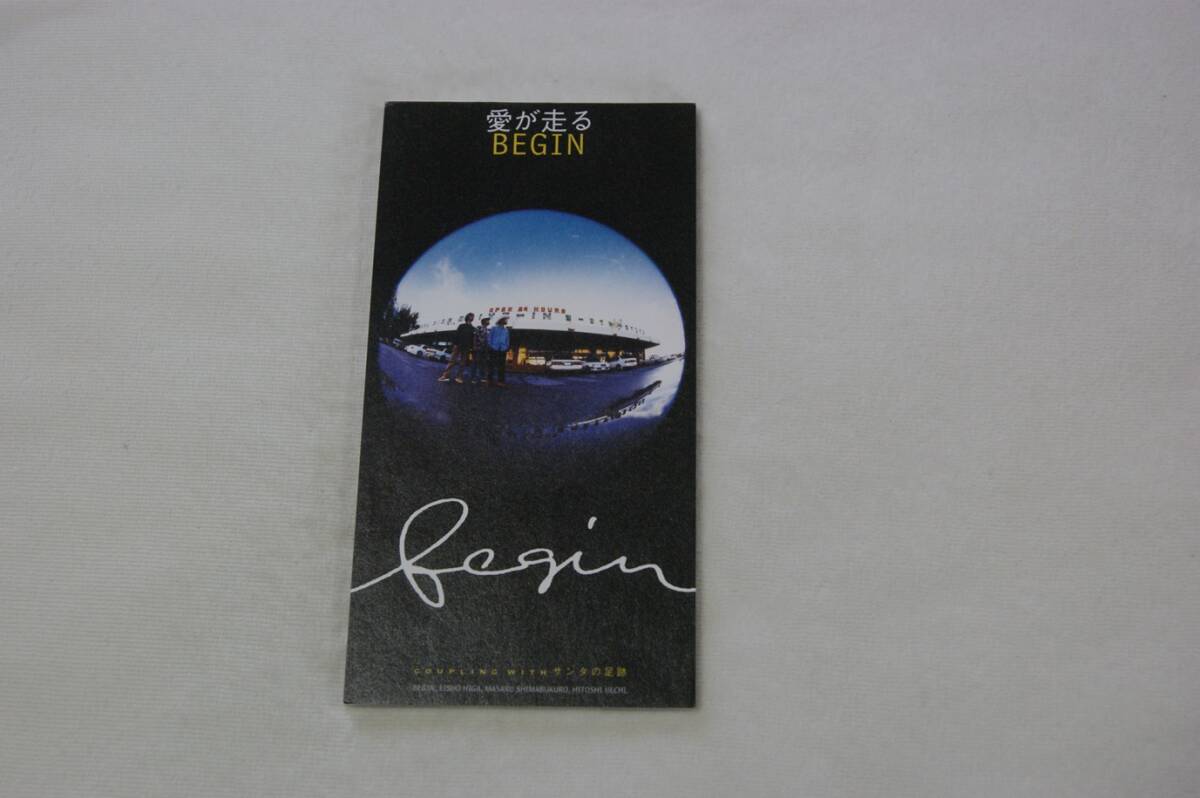 愛が走る
BEGIN
OPEN 24 HOURS
begin
COUPLING WITH サンタの足跡
BEGIN, EISHO HIGA, MASARU SHIMABUKURO, HITOSHI UECHI,